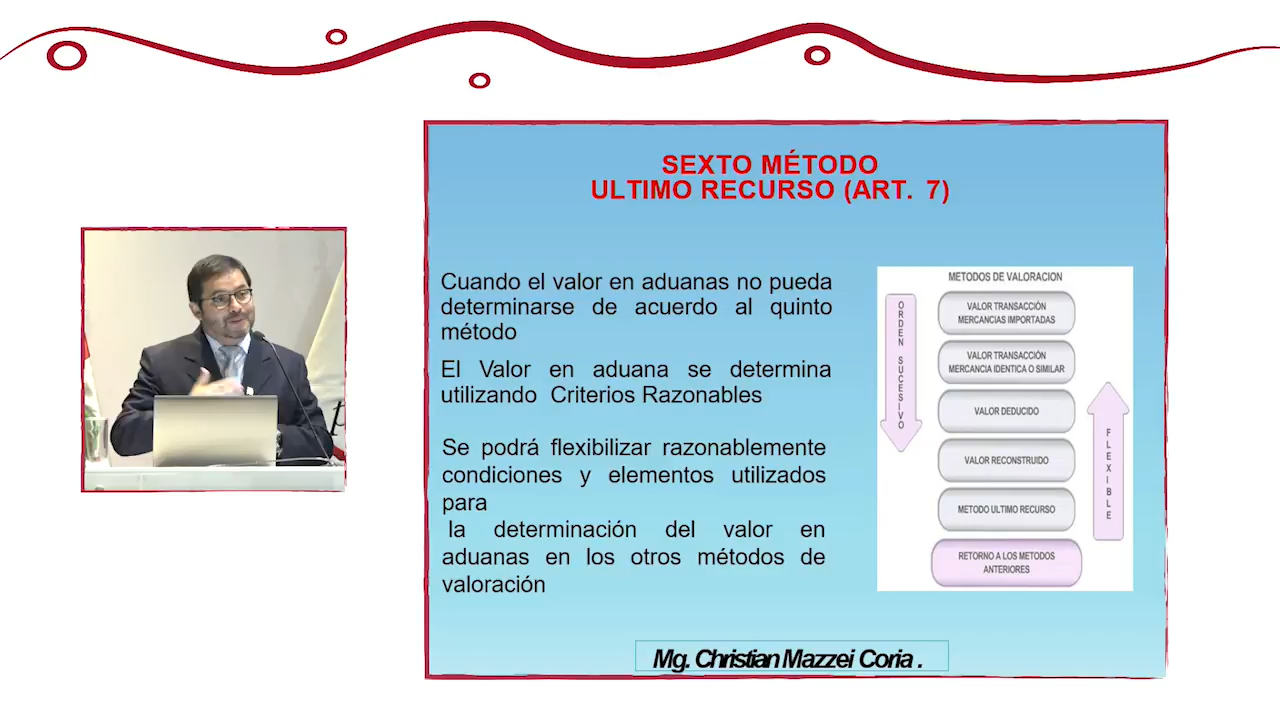 SEXTO MÉTODO
ULTIMO RECURSO (ART. 7)
Cuando el valor en aduanas no pueda
determinarse de acuerdo al quinto
método
El Valor en aduana se determina
utilizando Criterios Razonables
Se podrá flexibilizar razonablemente
condiciones y elementos utilizados
para
la determinación del valor en
aduanas en los otros métodos de
valoración
METODOS DE VALORACION
ORDEN SUCESIVO
VALOR TRANSACCIÓN
MERCANCIAS IMPORTADAS
VALOR TRANSACCIÓN
MERCANCIA IDENTICA O SIMILAR
VALOR DEDUCIDO
VALOR RECONSTRUIDO
METODO ULTIMO RECURSO
RETORNO A LOS METODOS
ANTERIORES
FLEXIBLE
Mg. Christian Mazzei Coria .